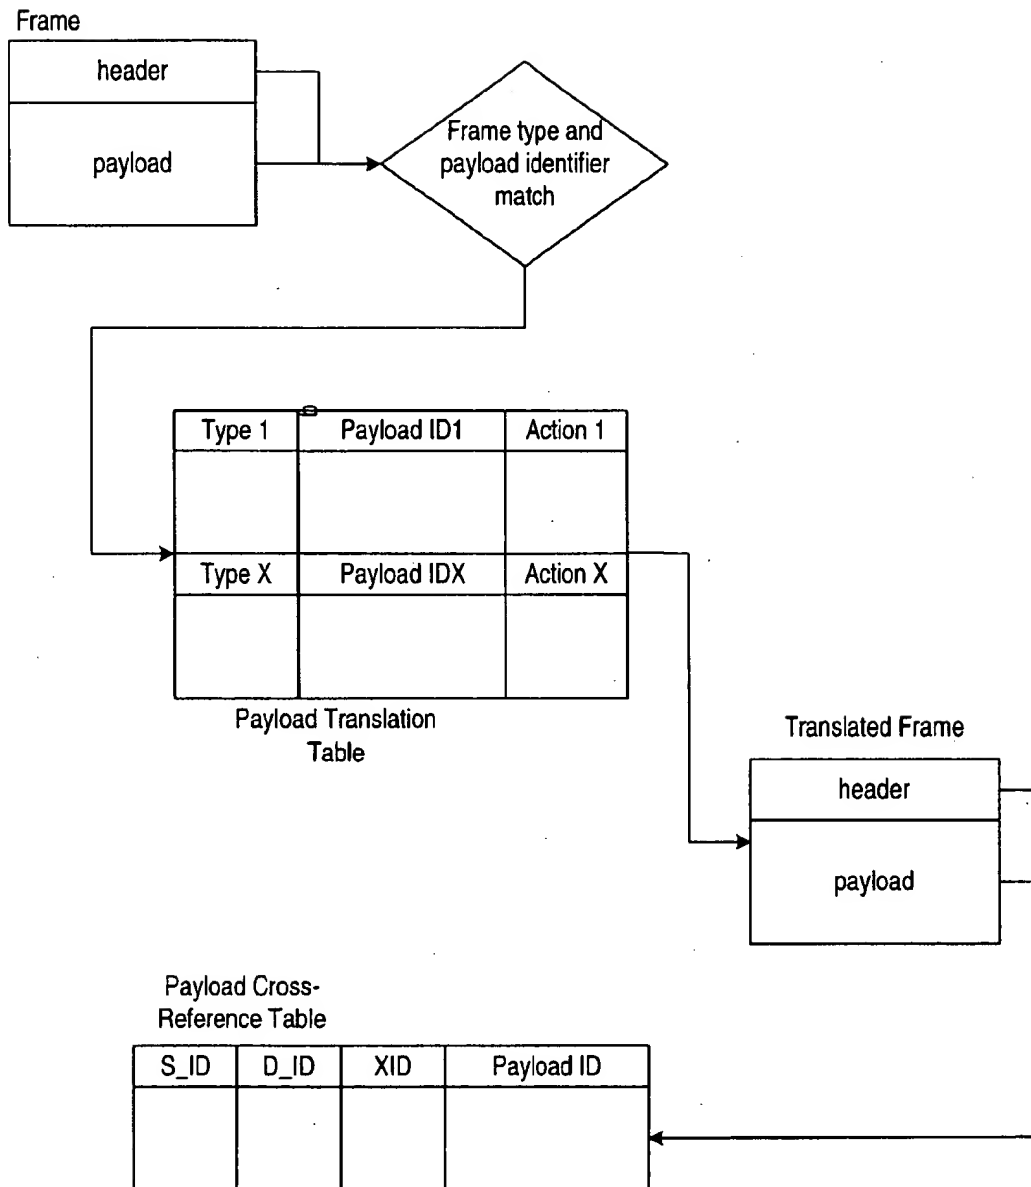 Frame
header
payload
Frame type and
payload identifier
match
Type 1 Payload ID1 Action 1
Type X Payload IDX Action X
Payload Translation
Table
Translated Frame
header
payload
Payload Cross-
Reference Table
S_ID D_ID XID Payload ID